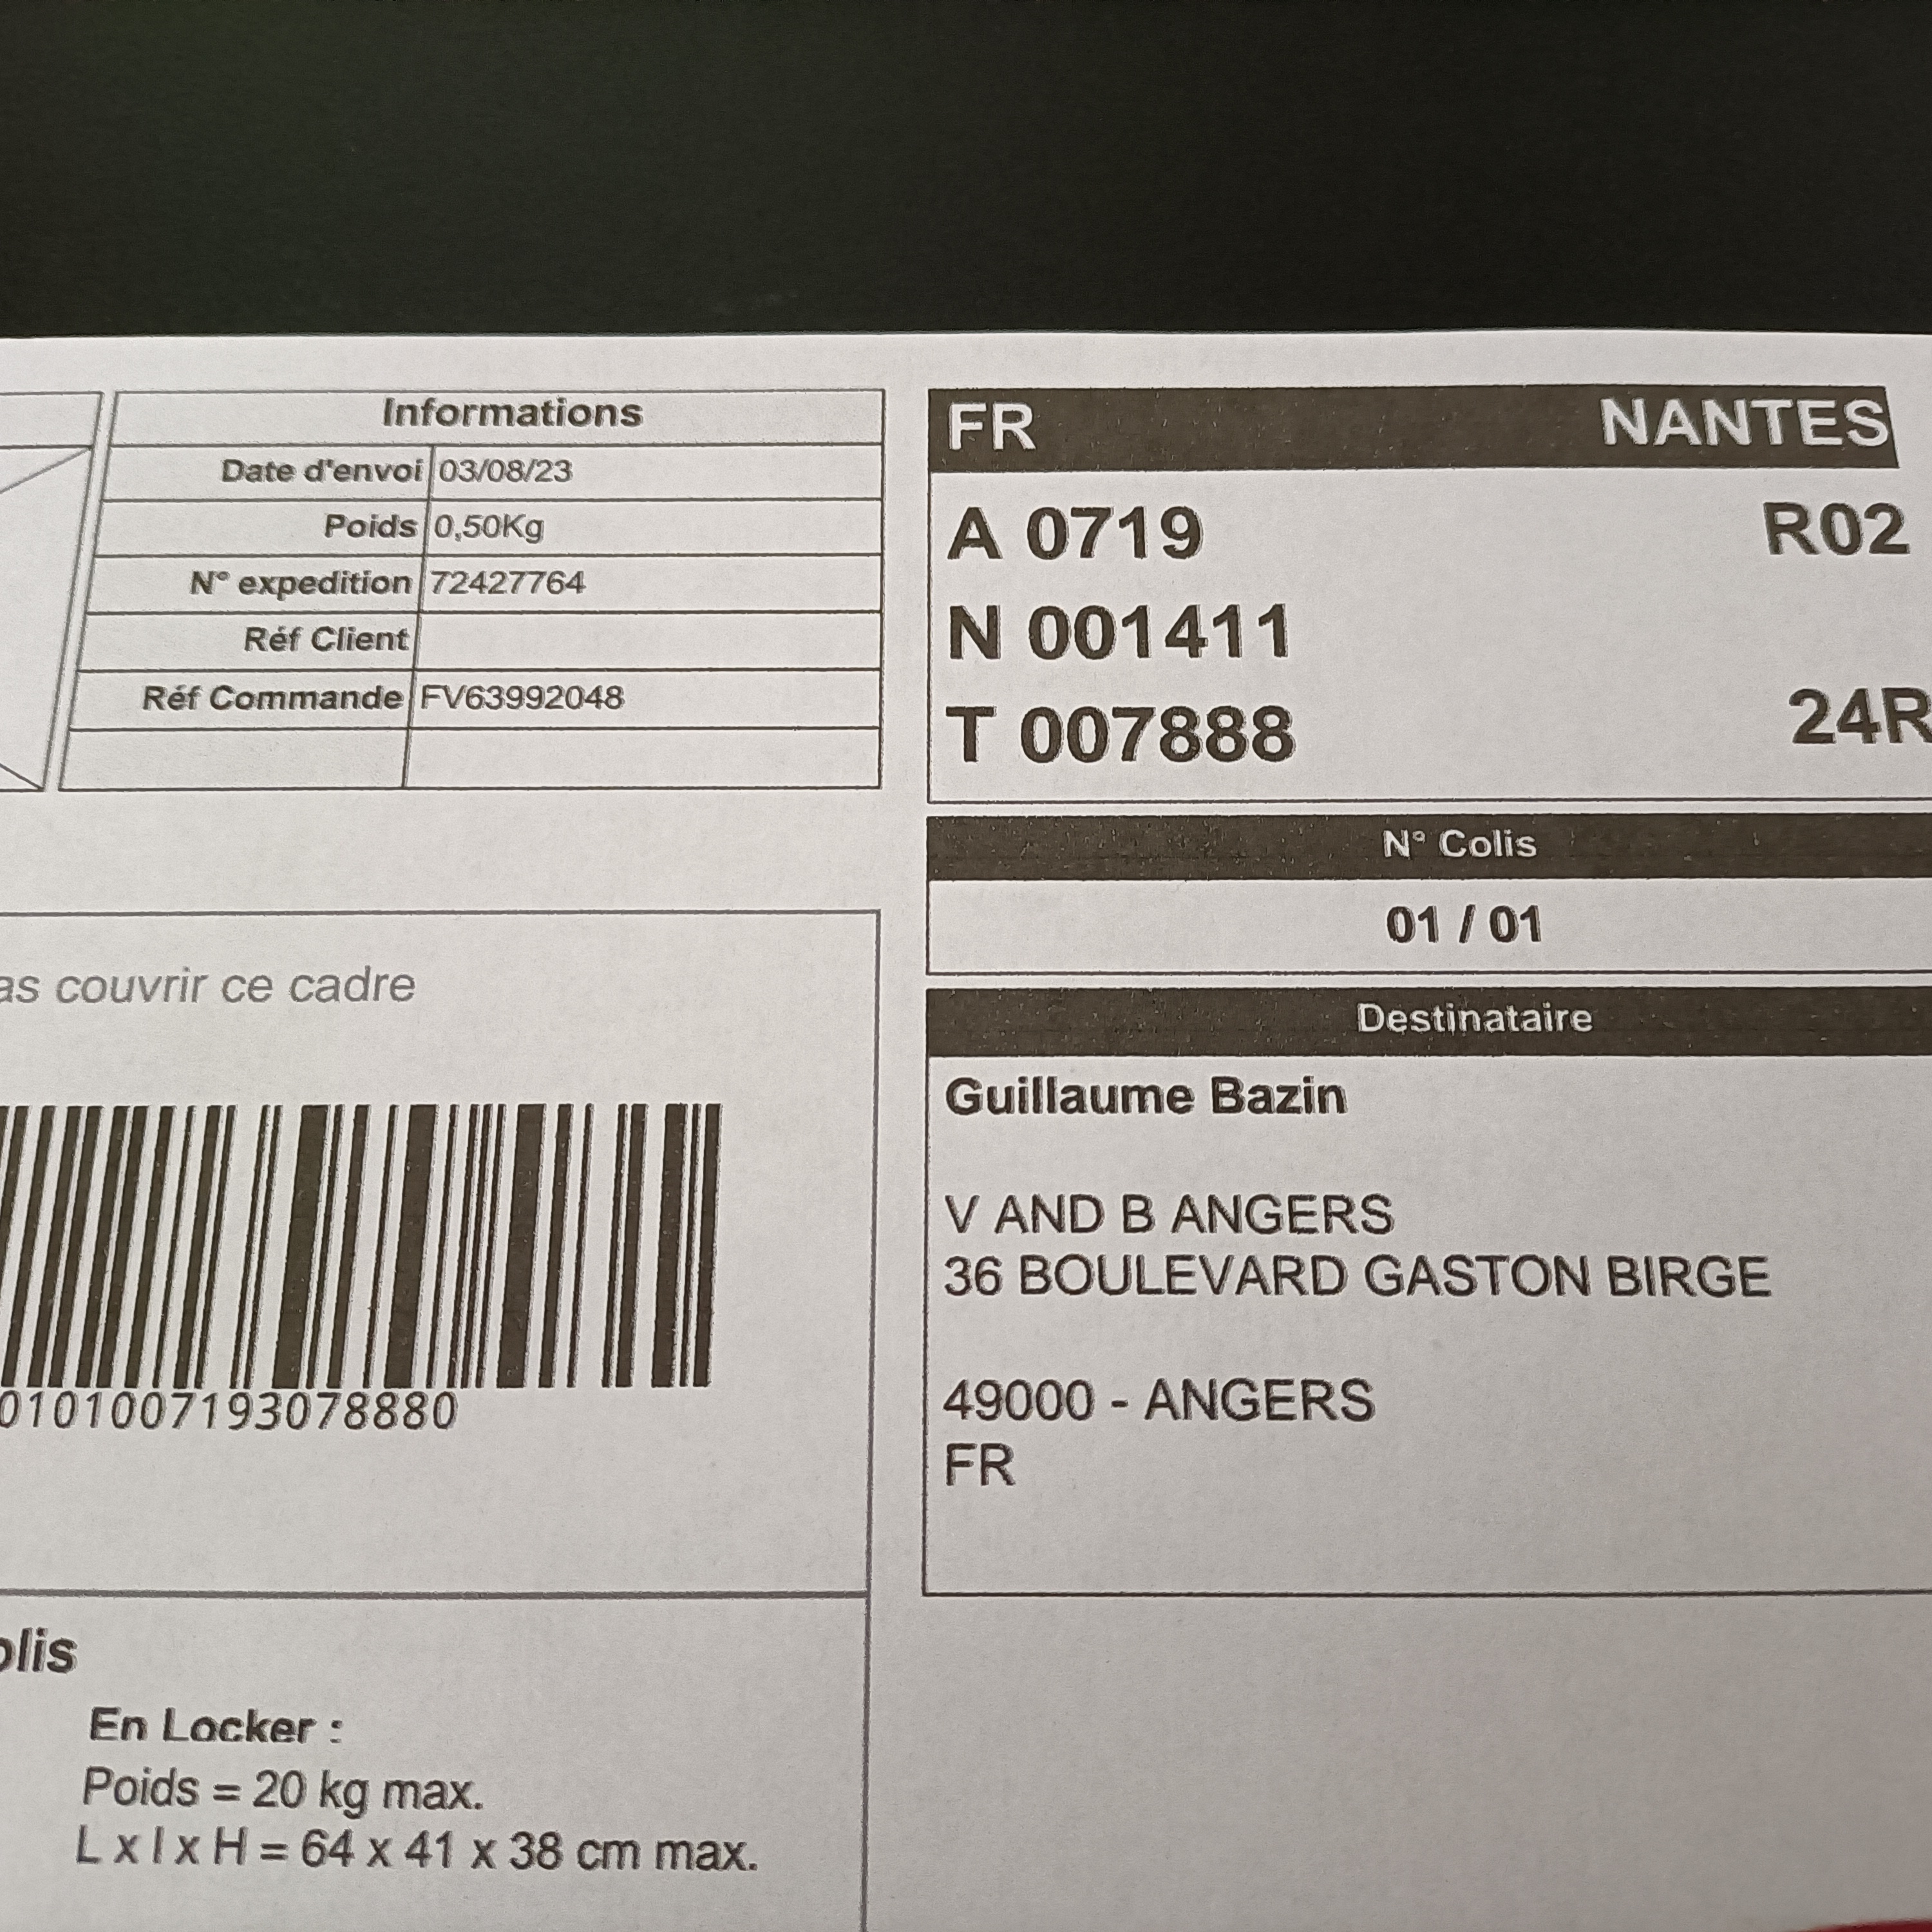 Informations
Date d'envoi 03/08/23
Poids 0,50Kg
N° expedition 72427764
Réf Client
Réf Commande FV63992048
FR NANTES
A 0719 R02
N 001411
T 007888 24R
N° Colis
01 / 01
as couvrir ce cadre
0101007193078880
Destinataire
Guillaume Bazin
V AND B ANGERS
36 BOULEVARD GASTON BIRGE
49000 - ANGERS
FR
olis
En Locker :
Poids = 20 kg max.
L x l x H = 64 x 41 x 38 cm max.